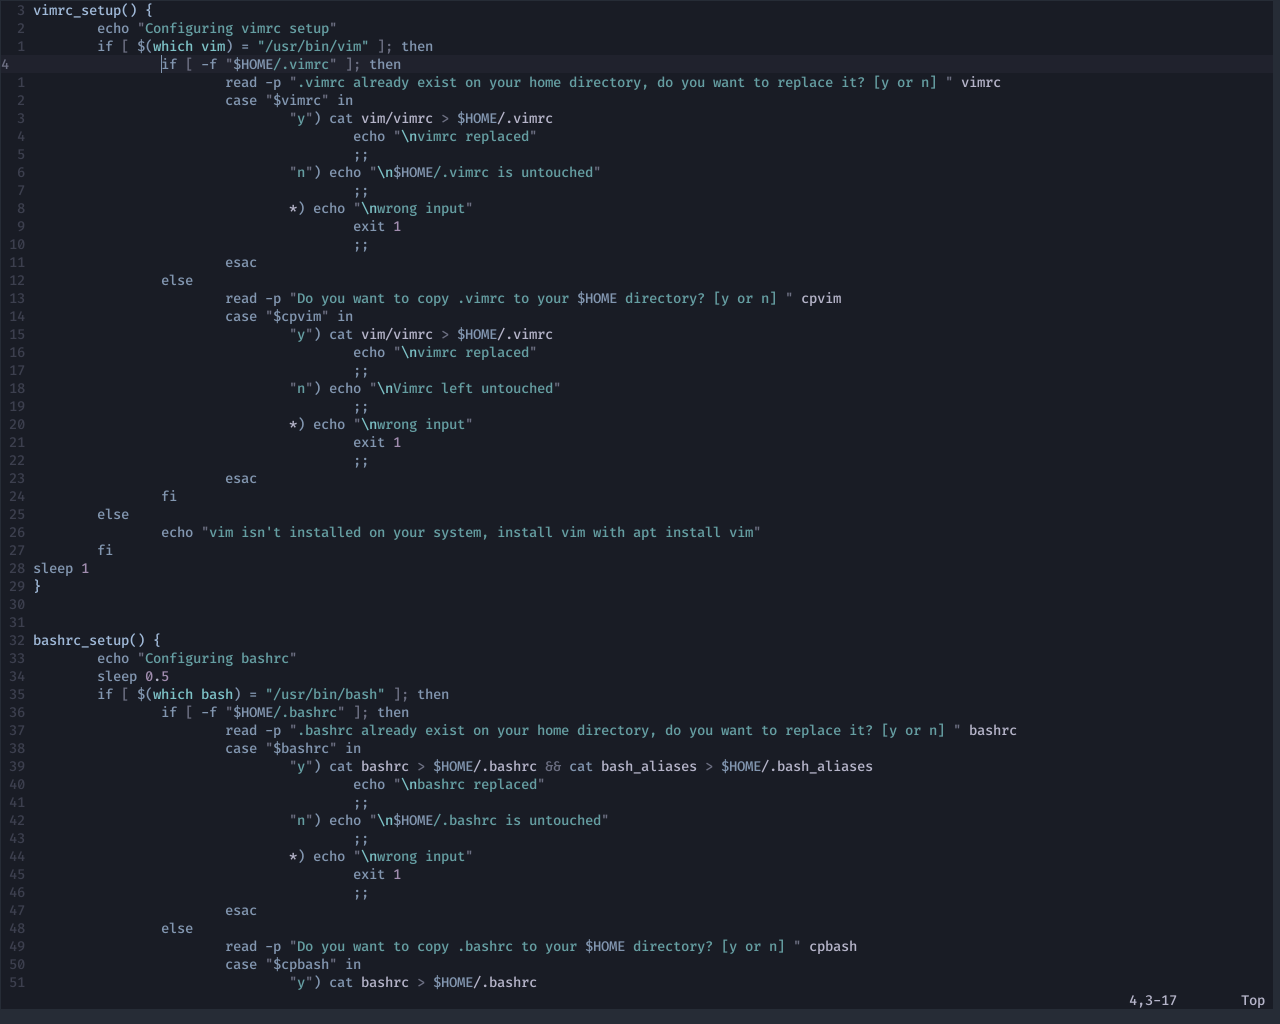 3 vimrc_setup() {
2         echo "Configuring vimrc setup"
1         if [ $(which vim) = "/usr/bin/vim" ]; then
4                 if [ -f "$HOME/.vimrc" ]; then
1                         read -p ".vimrc already exist on your home directory, do you want to replace it? [y or n] " vimrc
2                         case "$vimrc" in
3                                 "y") cat vim/vimrc > $HOME/.vimrc
4                                         echo "\nvimrc replaced"
5                                         ;;
6                                 "n") echo "\n$HOME/.vimrc is untouched"
7                                         ;;
8                                 *) echo "\nwrong input"
9                                         exit 1
10                                         ;;
11                         esac
12                 else
13                         read -p "Do you want to copy .vimrc to your $HOME directory? [y or n] " cpvim
14                         case "$cpvim" in
15                                 "y") cat vim/vimrc > $HOME/.vimrc
16                                         echo "\nvimrc replaced"
17                                         ;;
18                                 "n") echo "\nVimrc left untouched"
19                                         ;;
20                                 *) echo "\nwrong input"
21                                         exit 1
22                                         ;;
23                         esac
24                 fi
25         else
26                 echo "vim isn't installed on your system, install vim with apt install vim"
27         fi
28 sleep 1
29 }
30
31
32 bashrc_setup() {
33         echo "Configuring bashrc"
34         sleep 0.5
35         if [ $(which bash) = "/usr/bin/bash" ]; then
36                 if [ -f "$HOME/.bashrc" ]; then
37                         read -p ".bashrc already exist on your home directory, do you want to replace it? [y or n] " bashrc
38                         case "$bashrc" in
39                                 "y") cat bashrc > $HOME/.bashrc && cat bash_aliases > $HOME/.bash_aliases
40                                         echo "\nbashrc replaced"
41                                         ;;
42                                 "n") echo "\n$HOME/.bashrc is untouched"
43                                         ;;
44                                 *) echo "\nwrong input"
45                                         exit 1
46                                         ;;
47                         esac
48                 else
49                         read -p "Do you want to copy .bashrc to your $HOME directory? [y or n] " cpbash
50                         case "$cpbash" in
51                                 "y") cat bashrc > $HOME/.bashrc
4,3-17 Top